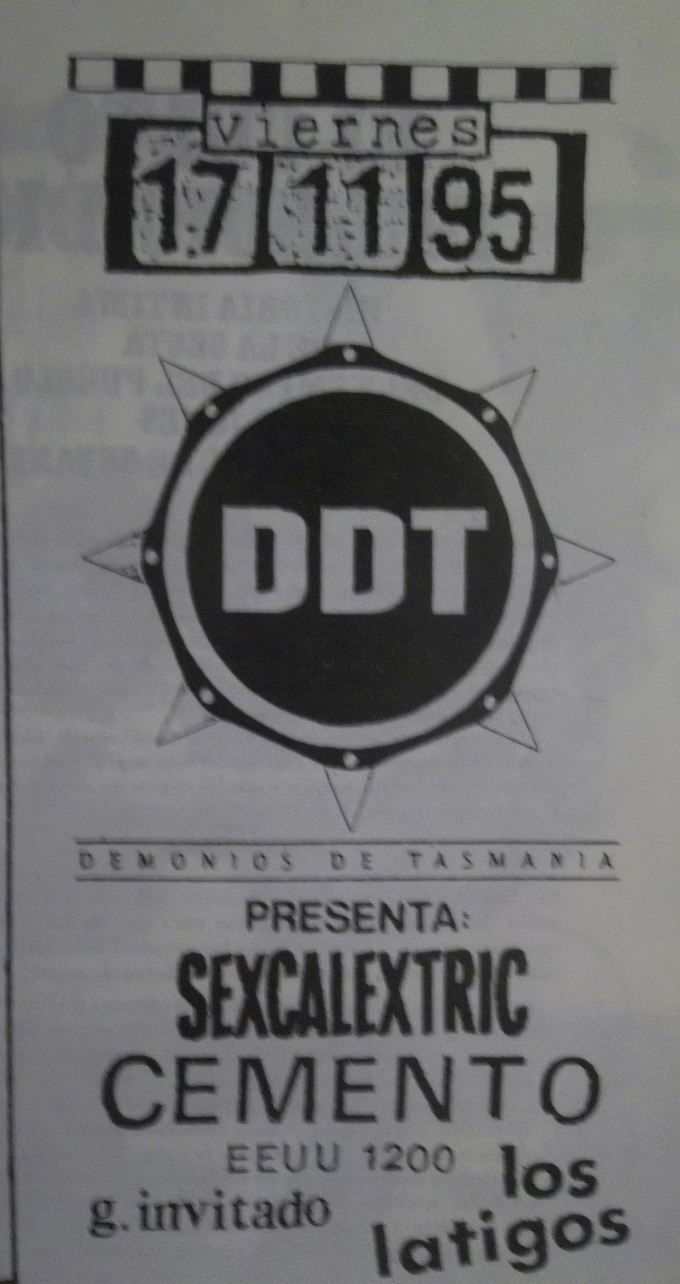 viernes
17 11 95
DDT
DEMONIOS DE TASMANIA
PRESENTA:
SEXCALEXTRIC
CEMENTO
EEUU 1200
g. invitado
los
latigos